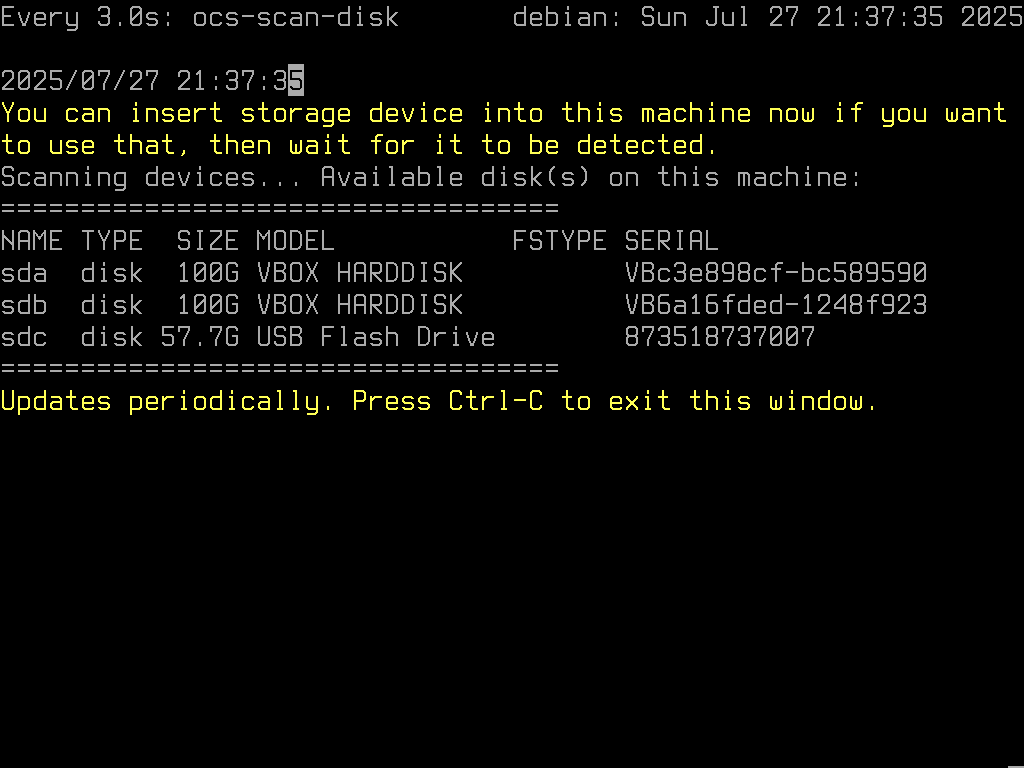 Every 3.0s: ocs-scan-disk debian: Sun Jul 27 21:37:35 2025
2025/07/27 21:37:35
You can insert storage device into this machine now if you want
to use that, then wait for it to be detected.
Scanning devices... Available disk(s) on this machine:
===================================
NAME TYPE  SIZE MODEL           FSTYPE SERIAL
sda  disk  100G VBOX HARDDISK          VBc3e898cf-bc589590
sdb  disk  100G VBOX HARDDISK          VB6a16fded-1248f923
sdc  disk 57.7G USB Flash Drive        873518737007
===================================
Updates periodically. Press Ctrl-C to exit this window.